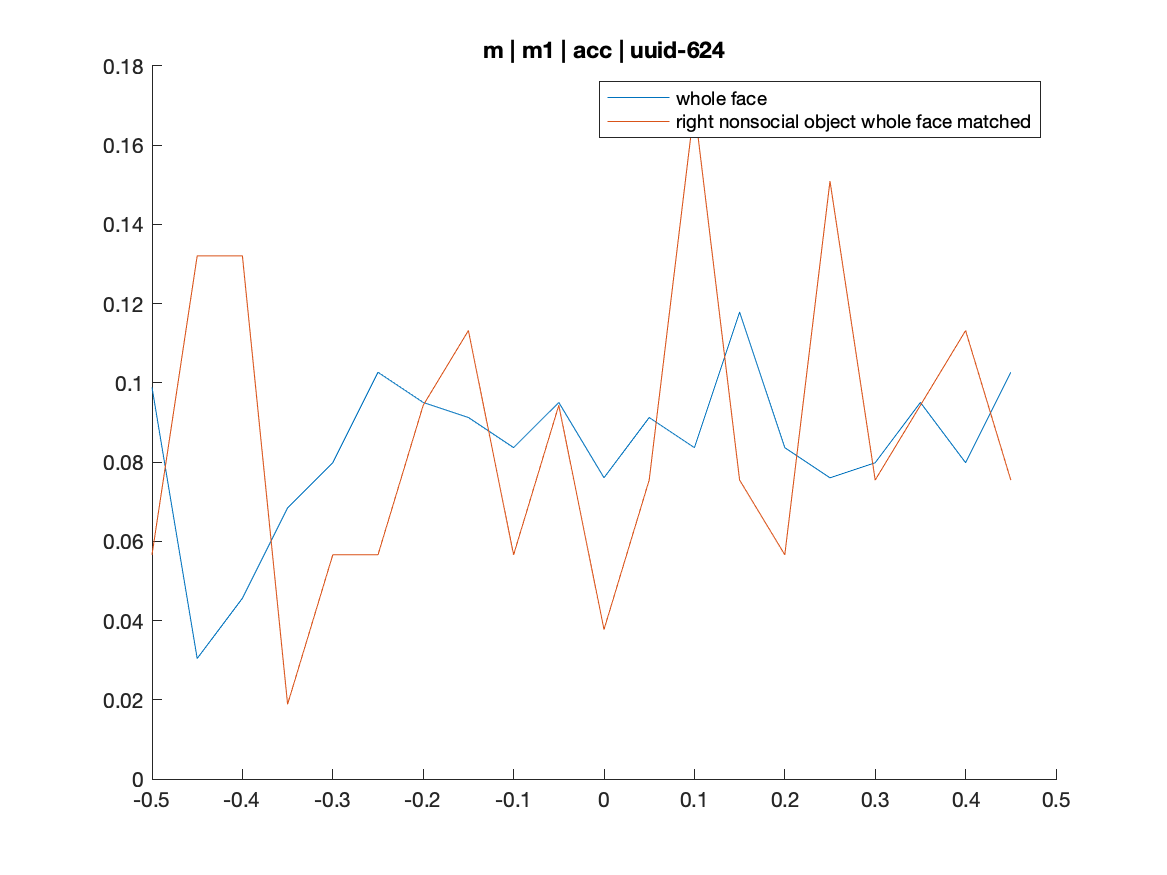 m | m1 | acc | uuid-624
whole face
right nonsocial object whole face matched
0.18
0.16
0.14
0.12
0.1
0.08
0.06
0.04
0.02
0
-0.5 -0.4 -0.3 -0.2 -0.1 0 0.1 0.2 0.3 0.4 0.5